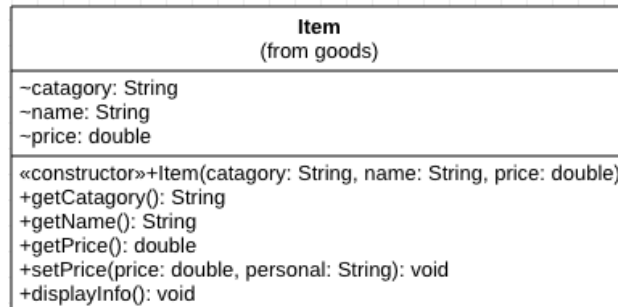 Item
(from goods)
~catagory: String
~name: String
~price: double
«constructor»+Item(catagory: String, name: String, price: double)
+getCatagory(): String
+getName(): String
+getPrice(): double
+setPrice(price: double, personal: String): void
+displayInfo(): void